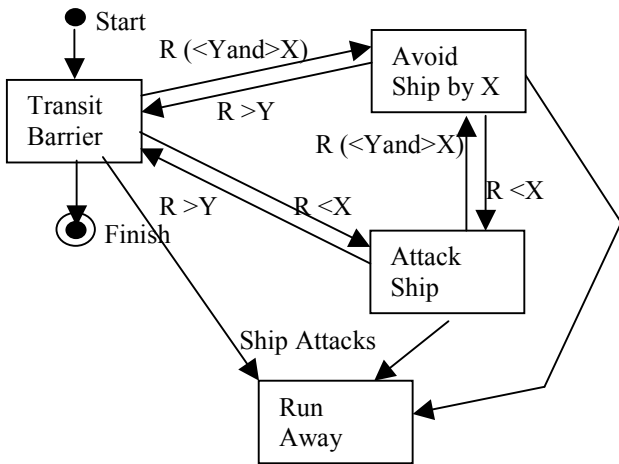 Start
R (<Yand>X)
Avoid
Ship by X
Transit
Barrier
R >Y
R (<Yand>X)
R <X
R >Y
R <X
Finish
Attack
Ship
Ship Attacks
Run
Away